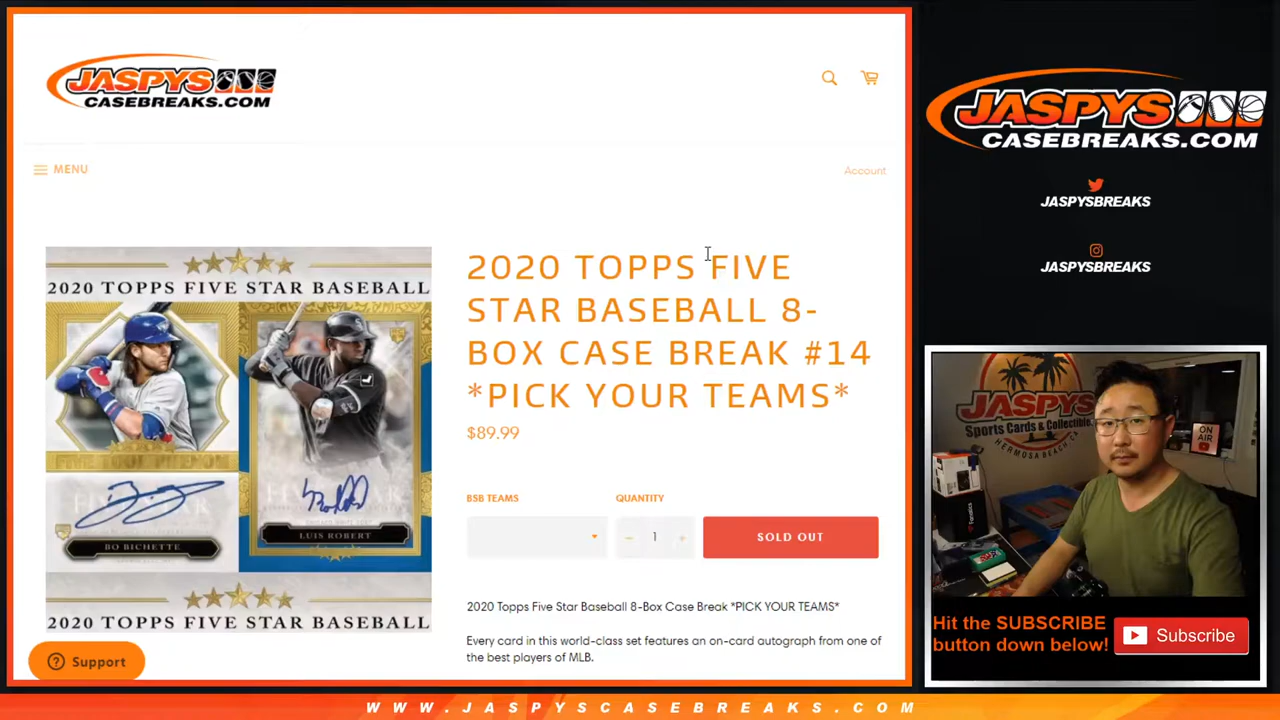 JASPYS
CASEBREAKS.COM
MENU
Account
2020 TOPPS FIVE STAR BASEBALL
BO BICHETTE
LUIS ROBERT
2020 TOPPS FIVE STAR BASEBALL
Support
2020 TOPPS FIVE
STAR BASEBALL 8-
BOX CASE BREAK #14
*PICK YOUR TEAMS*
$89.99
BSB TEAMS
QUANTITY
1
SOLD OUT
2020 Topps Five Star Baseball 8-Box Case Break *PICK YOUR TEAMS*
Every card in this world-class set features an on-card autograph from one of
the best players of MLB.
JASPYS
CASEBREAKS.COM
JASPYSBREAKS
JASPYSBREAKS
JASPYS
Sports Cards & Collectibles
HERMOSA BEACH, CA
ON
AIR
Hit the SUBSCRIBE
button down below!
Subscribe
WWW.JASPYSCASEBREAKS.COM